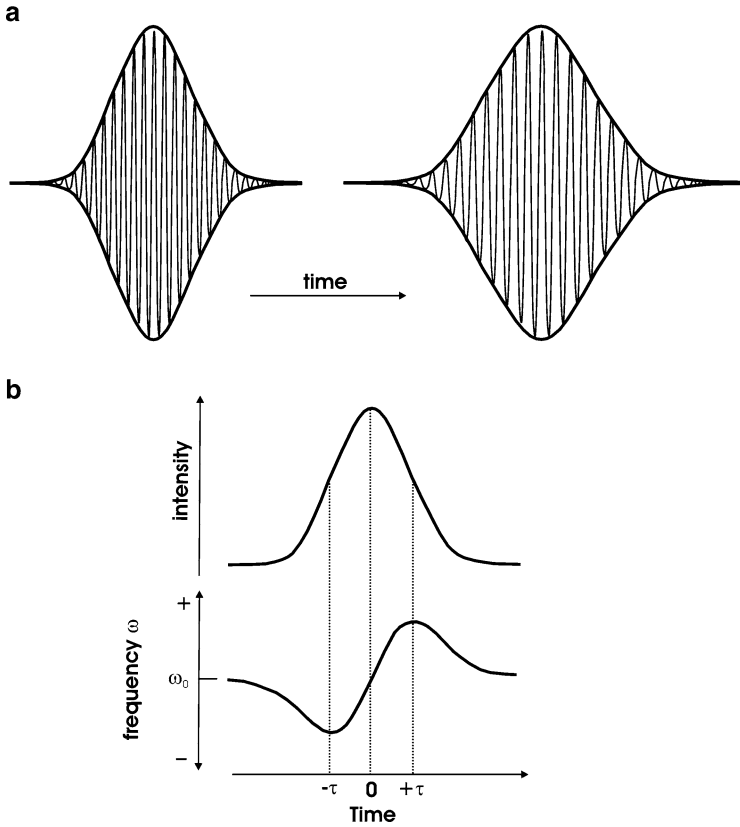 a
time
b
intensity
+
frequency ω
ω₀
−
-τ 0 +τ
Time